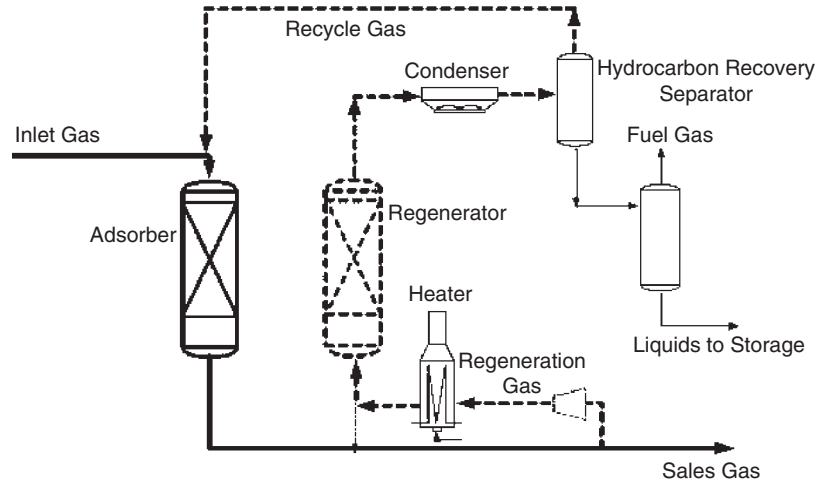 Recycle Gas
Condenser
Hydrocarbon Recovery
Separator
Inlet Gas
Fuel Gas
Adsorber
Regenerator
Heater
Regeneration
Gas
Liquids to Storage
Sales Gas